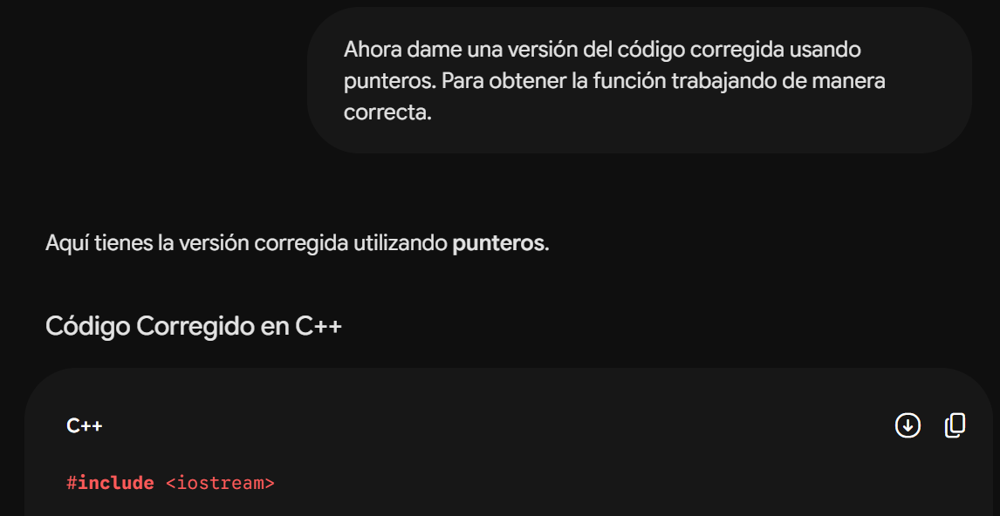 Ahora dame una versión del código corregida usando
punteros. Para obtener la función trabajando de manera
correcta.
Aquí tienes la versión corregida utilizando punteros.
Código Corregido en C++
C++
#include <iostream>